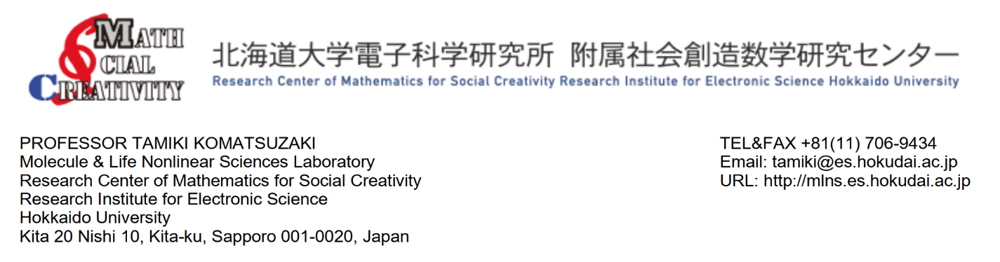 MATH
SOCIAL
CREATIVITY
北海道大学電子科学研究所 附属社会創造数学研究センター
Research Center of Mathematics for Social Creativity Research Institute for Electronic Science Hokkaido University
PROFESSOR TAMIKI KOMATSUZAKI
Molecule & Life Nonlinear Sciences Laboratory
Research Center of Mathematics for Social Creativity
Research Institute for Electronic Science
Hokkaido University
Kita 20 Nishi 10, Kita-ku, Sapporo 001-0020, Japan
TEL&FAX +81(11) 706-9434
Email: tamiki@es.hokudai.ac.jp
URL: http://mlns.es.hokudai.ac.jp